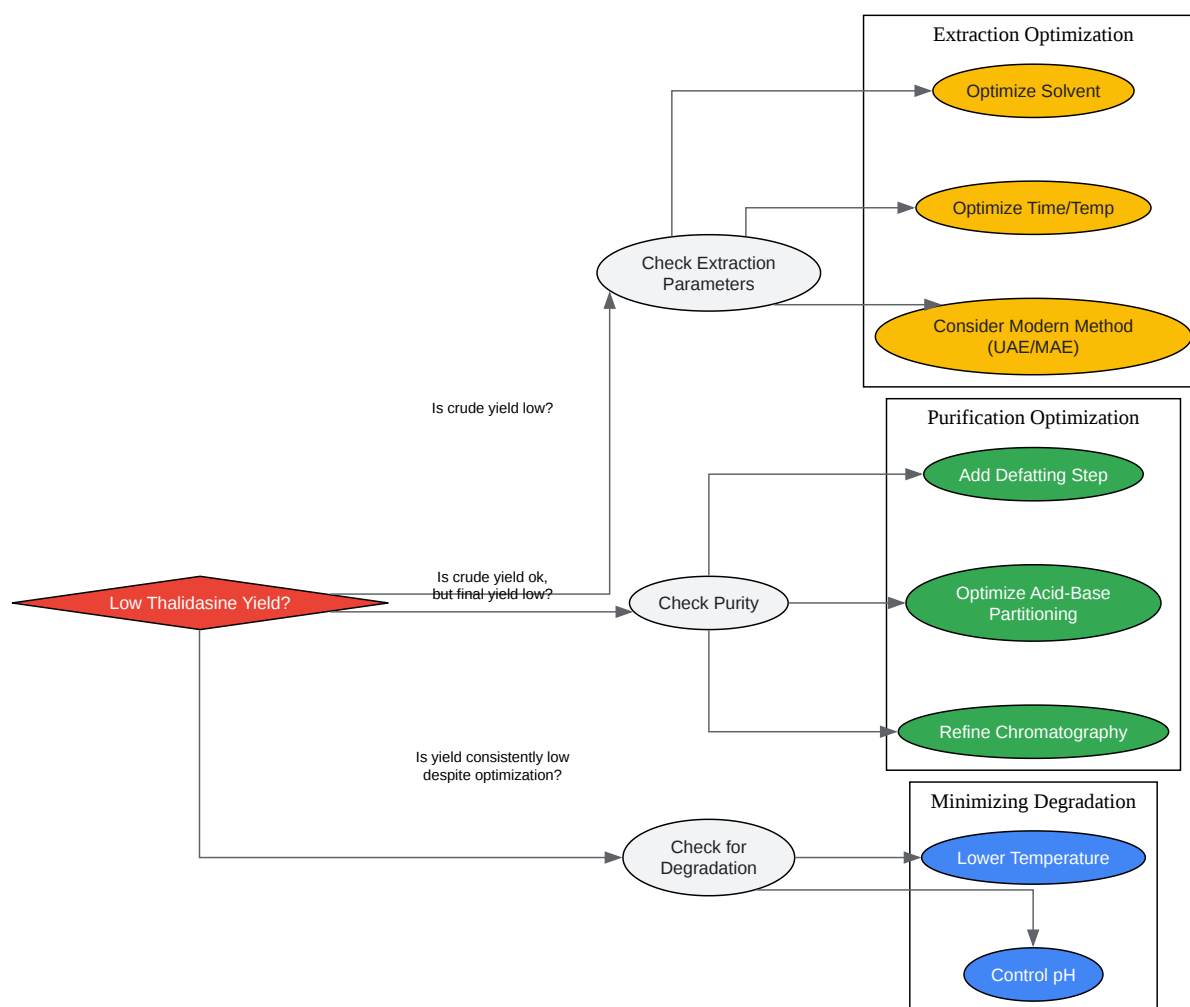 Extraction Optimization
Optimize Solvent
Optimize Time/Temp
Check Extraction
Parameters
Consider Modern Method
(UAE/MAE)
Is crude yield low?
Purification Optimization
Add Defatting Step
Is crude yield ok,
but final yield low?
Low Thalidasine Yield?
Check Purity
Optimize Acid-Base
Partitioning
Refine Chromatography
Is yield consistently low
despite optimization?
Minimizing Degradation
Check for
Degradation
Lower Temperature
Control pH